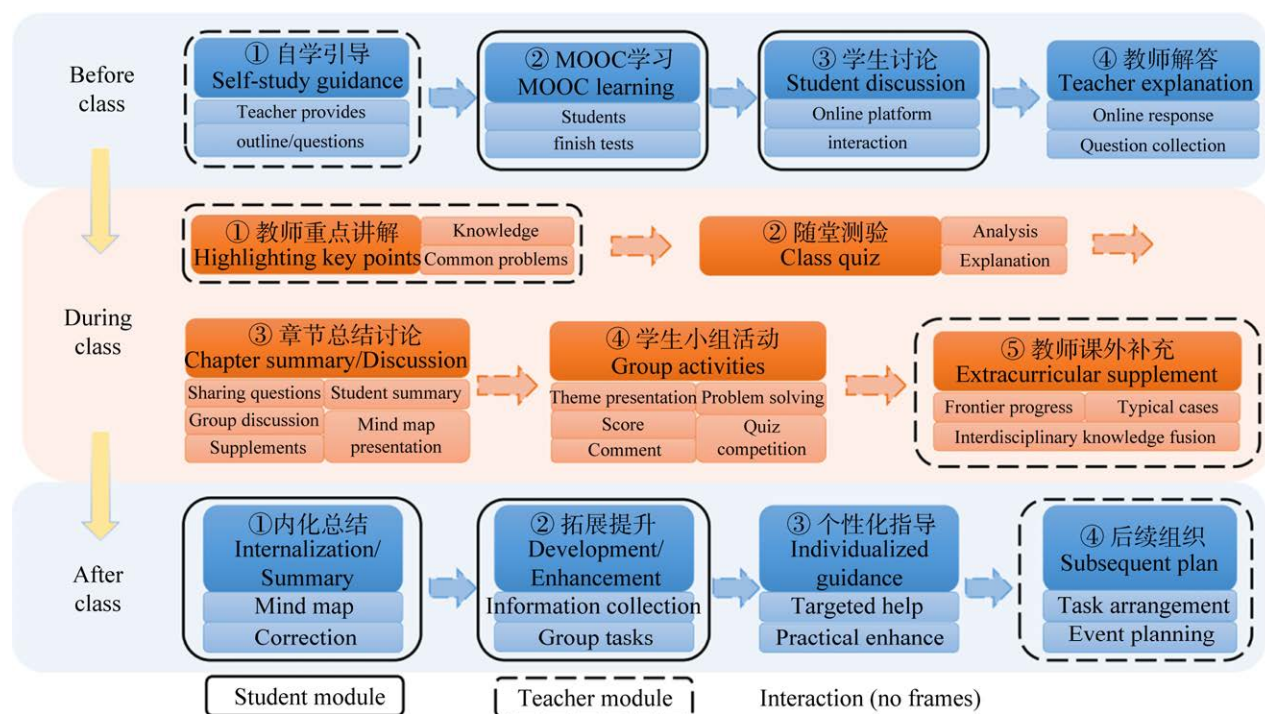 Before
class
① 自学引导
Self-study guidance
Teacher provides
outline/questions
② MOOC学习
MOOC learning
Students
finish tests
③ 学生讨论
Student discussion
Online platform
interaction
④ 教师解答
Teacher explanation
Online response
Question collection
During
class
① 教师重点讲解
Highlighting key points
Knowledge
Common problems
② 随堂测验
Class quiz
Analysis
Explanation
③ 章节总结讨论
Chapter summary/Discussion
Sharing questions
Group discussion
Supplements
Student summary
Mind map
presentation
④ 学生小组活动
Group activities
Theme presentation
Score
Comment
Problem solving
Quiz
competition
⑤ 教师课外补充
Extracurricular supplement
Frontier progress
Typical cases
Interdisciplinary knowledge fusion
After
class
①内化总结
Internalization/
Summary
Mind map
Correction
② 拓展提升
Development/
Enhancement
Information collection
Group tasks
③ 个性化指导
Individualized
guidance
Targeted help
Practical enhance
④ 后续组织
Subsequent plan
Task arrangement
Event planning
Student module
Teacher module
Interaction (no frames)